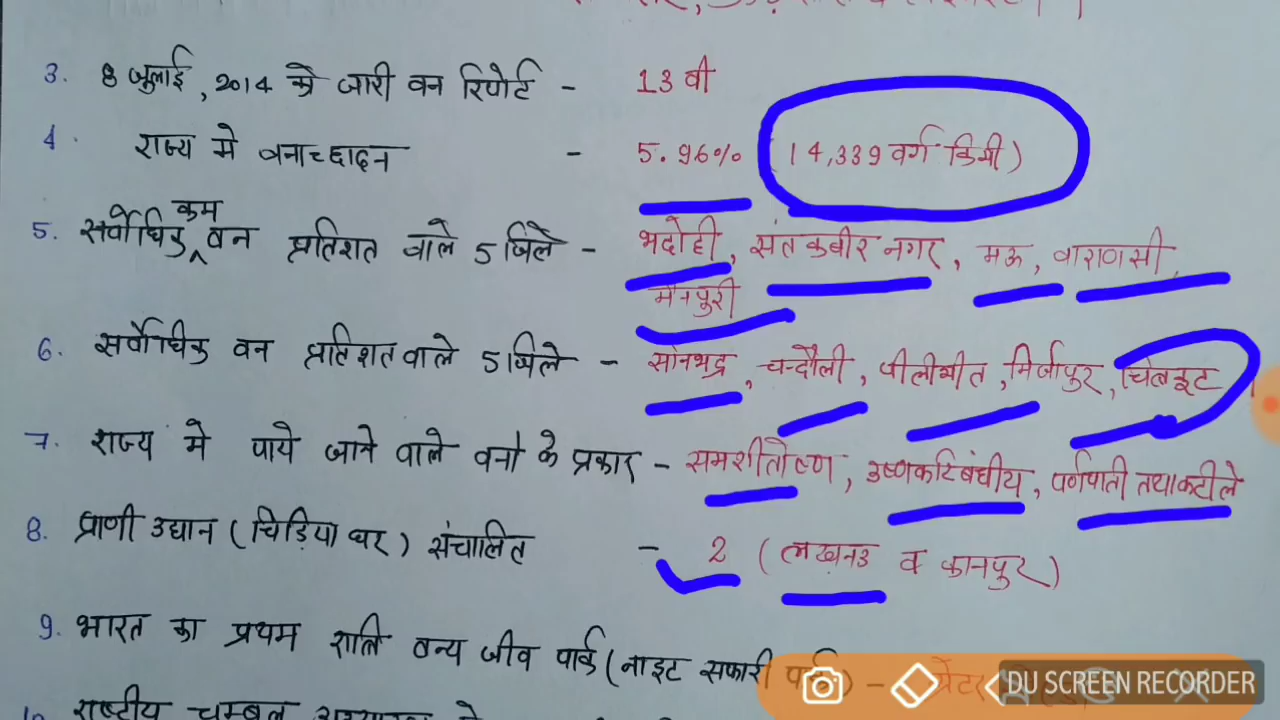 3. 8 जुलाई, 2014 को जारी वन रिपोर्ट - 13 वी
4. राज्य मे वनाच्छादन - 5.96% (14,339 वर्ग किमी)
कम
5. सर्वाधिक वन प्रतिशत वाले 5 जिले - भदोही, संत कबीर नगर, मऊ, वाराणसी,
मैनपुरी
6. सर्वाधिक वन प्रतिशत वाले 5 जिले - सोनभद्र, चन्दौली, पीलीभीत, मिर्जापुर, चित्रकूट
7. राज्य मे पाये जाने वाले वनो के प्रकार - समशीतोष्ण, उष्णकटिबंधीय, पर्णपाती तथा कटीले
8. प्राणी उद्यान (चिड़िया घर) संचालित - 2 (लखनऊ व कानपुर)
9. भारत का प्रथम रात्रि वन्य जीव पार्क (नाइट सफारी पार्क) - ग्रेटर
राष्ट्रीय चम्बल
DU SCREEN RECORDER